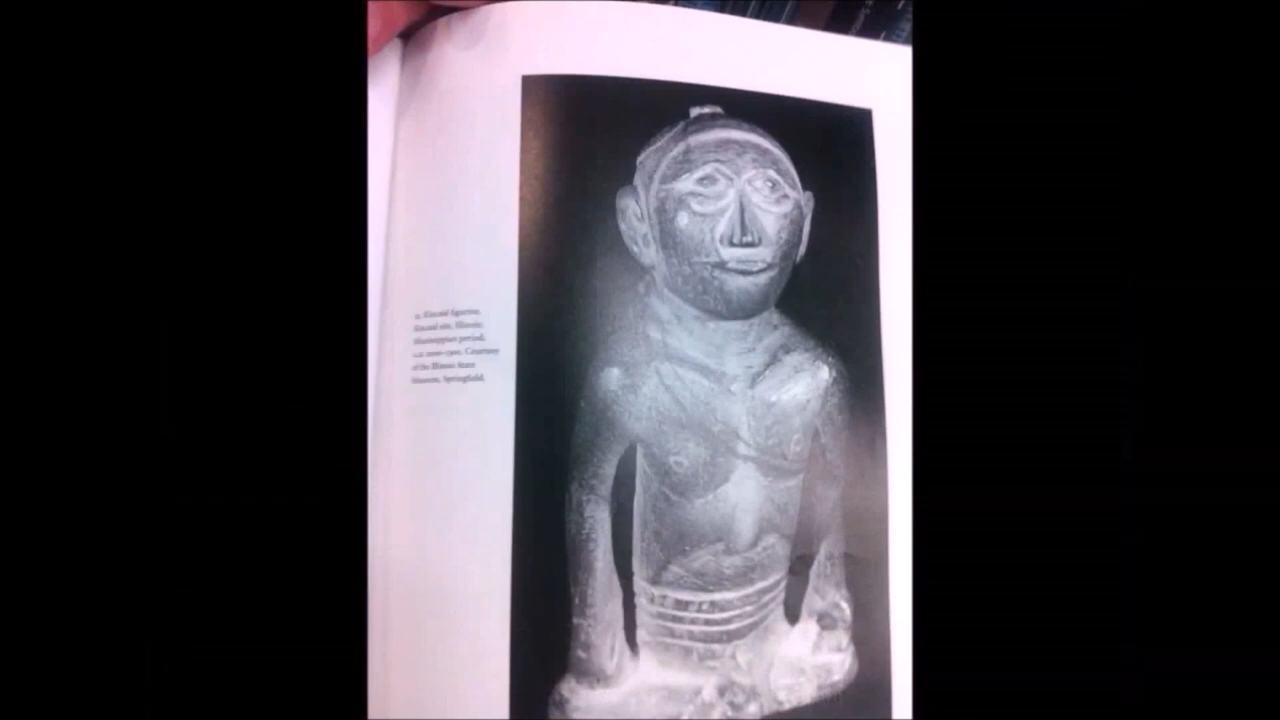 Kincaid figurine,
Kincaid site, Illinois;
Mississippian period,
Courtesy
of the Illinois State
Museum, Springfield.